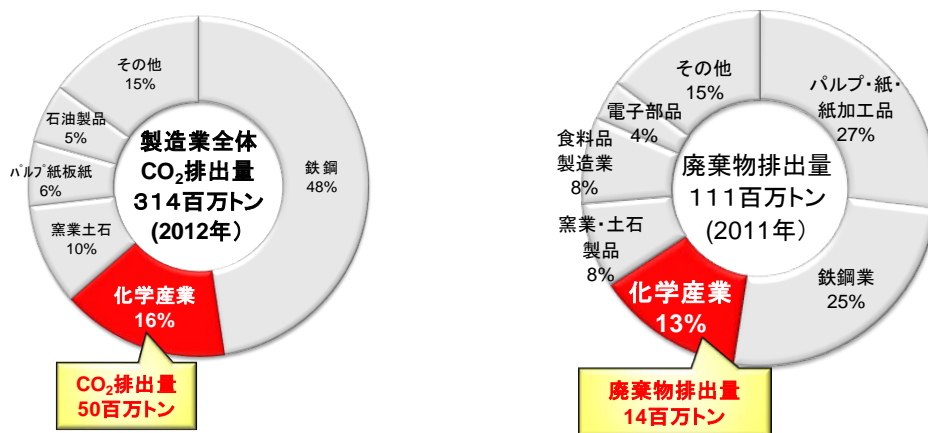 製造業全体
CO₂排出量
314百万トン
(2012年)
鉄鋼
48%
化学産業
16%
窯業土石
10%
パルプ紙板紙
6%
石油製品
5%
その他
15%
CO₂排出量
50百万トン
廃棄物排出量
111百万トン
(2011年)
パルプ・紙・
紙加工品
27%
鉄鋼業
25%
化学産業
13%
窯業・土石
製品
8%
食料品
製造業
8%
電子部品
4%
その他
15%
廃棄物排出量
14百万トン